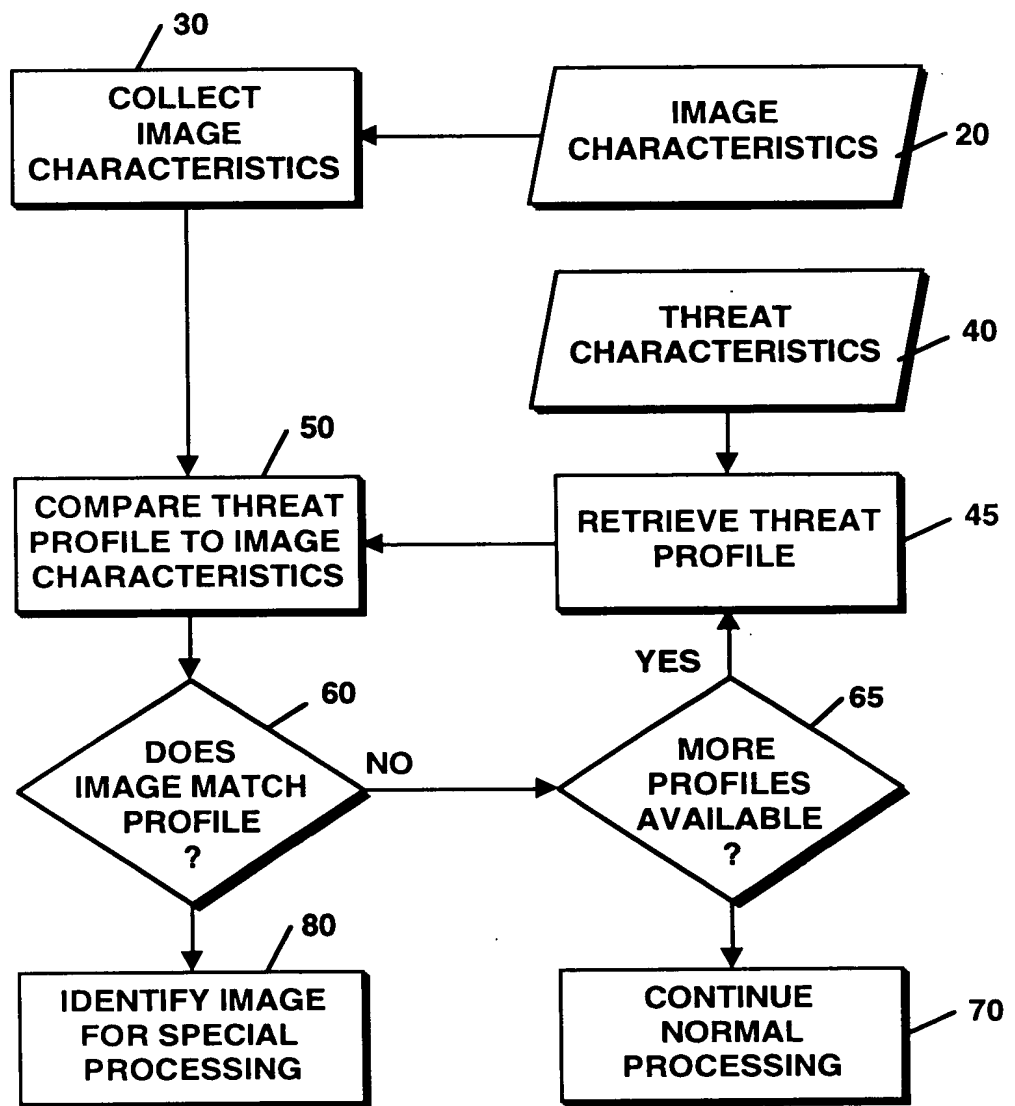 30
COLLECT
IMAGE
CHARACTERISTICS
IMAGE
CHARACTERISTICS
20
THREAT
CHARACTERISTICS
40
50
COMPARE THREAT
PROFILE TO IMAGE
CHARACTERISTICS
RETRIEVE THREAT
PROFILE
45
YES
60
DOES
IMAGE MATCH
PROFILE
?
NO
65
MORE
PROFILES
AVAILABLE
?
80
IDENTIFY IMAGE
FOR SPECIAL
PROCESSING
CONTINUE
NORMAL
PROCESSING
70